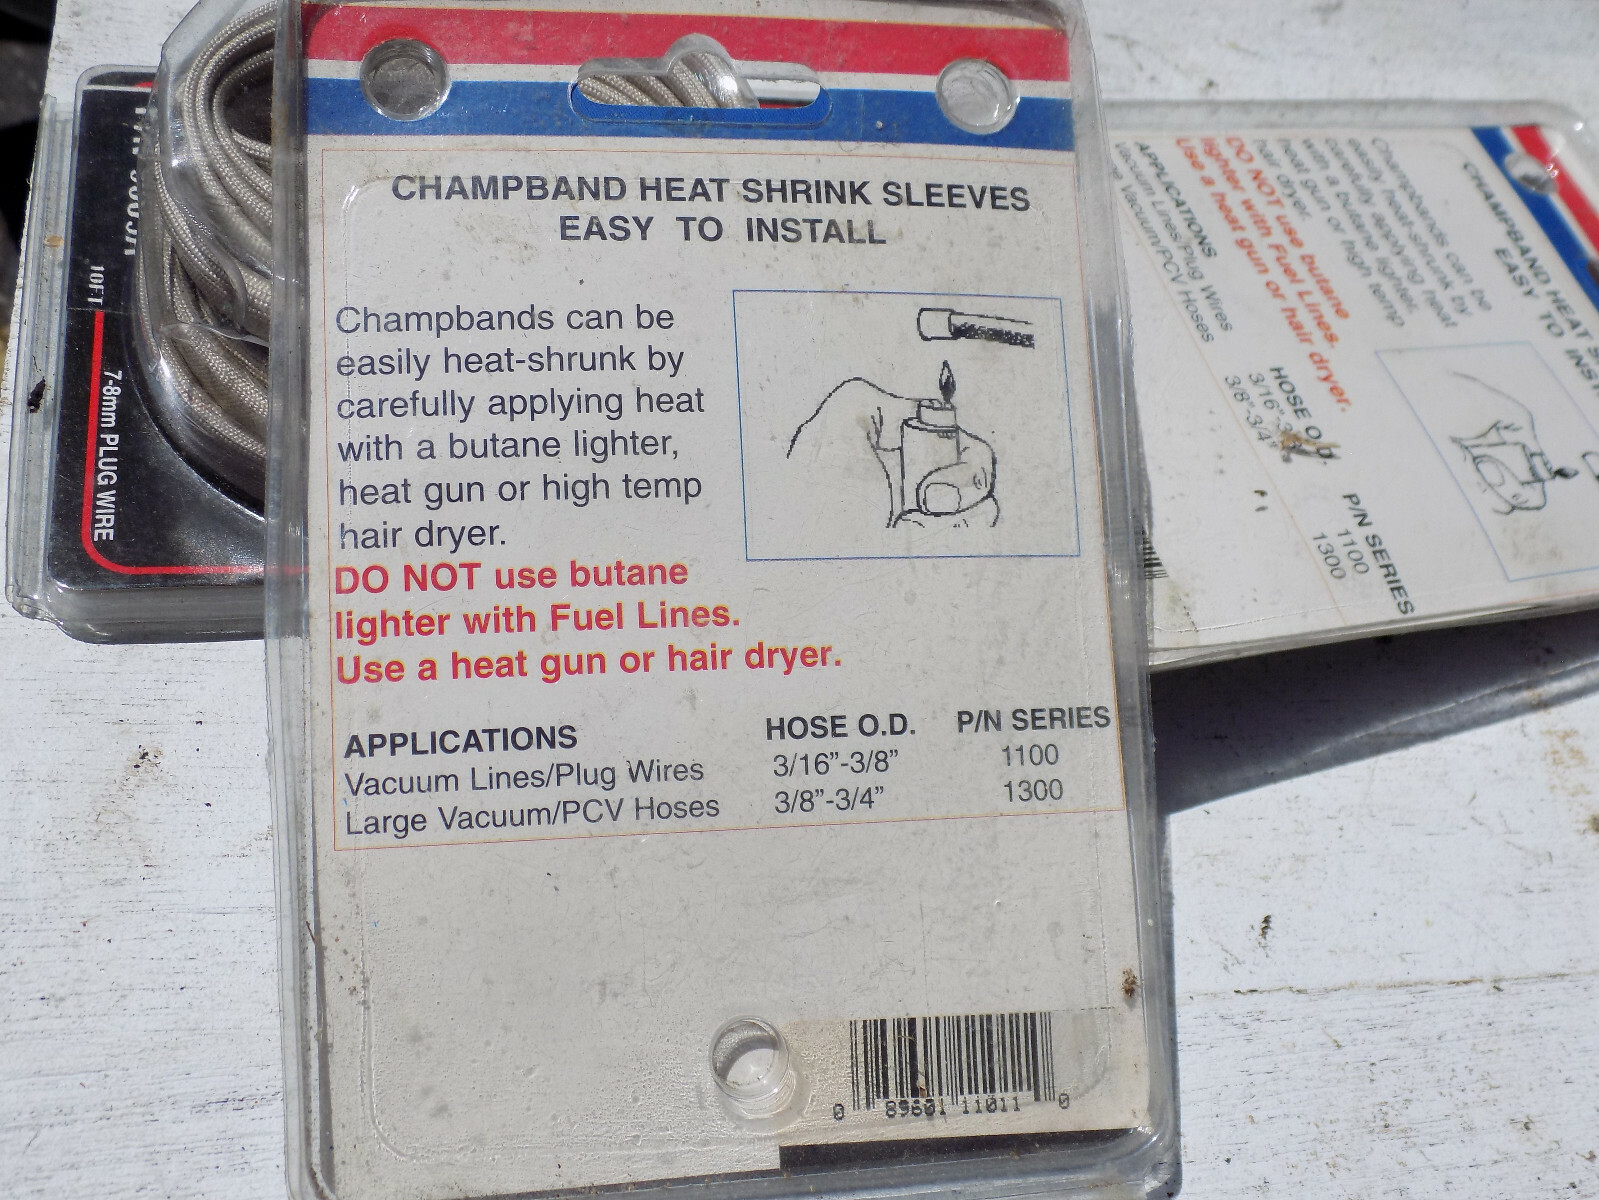 CHAMPBAND HEAT SHRINK SLEEVES
EASY TO INSTALL
Champbands can be
easily heat-shrunk by
carefully applying heat
with a butane lighter,
heat gun or high temp
hair dryer.
DO NOT use butane
lighter with Fuel Lines.
Use a heat gun or hair dryer.
APPLICATIONS HOSE O.D. P/N SERIES
Vacuum Lines/Plug Wires 3/16"-3/8" 1100
Large Vacuum/PCV Hoses 3/8"-3/4" 1300
0 89601 11011 0
10FT
7-8mm PLUG WIRE
CHAMPBAND HEAT
EASY TO
Champbands can be
easily heat-shrunk by
carefully applying heat
with a butane lighter,
heat gun or high temp
hair dryer.
DO NOT use butane
lighter with Fuel Lines.
Use a heat gun or hair dryer.
APPLICATIONS HOSE P/N SERIES
Vacuum Lines/Plug Wires 1100
Vacuum/PCV Hoses 3/8"-3/4" 1300